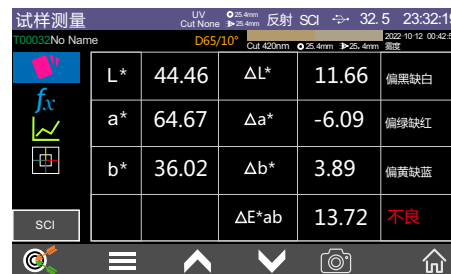 试样测量 UV Cut None 25.4mm 25.4mm 反射 SCI 32.5 23:32:19
T00032No Name D65/10° Cut 420nm 25.4mm 25.4mm 2022-10-12 00:42:5
L* 44.46 ΔL* 11.66 偏黑缺白
a* 64.67 Δa* -6.09 偏绿缺红
b* 36.02 Δb* 3.89 偏黄缺蓝
ΔE*ab 13.72 不良
fx
SCI